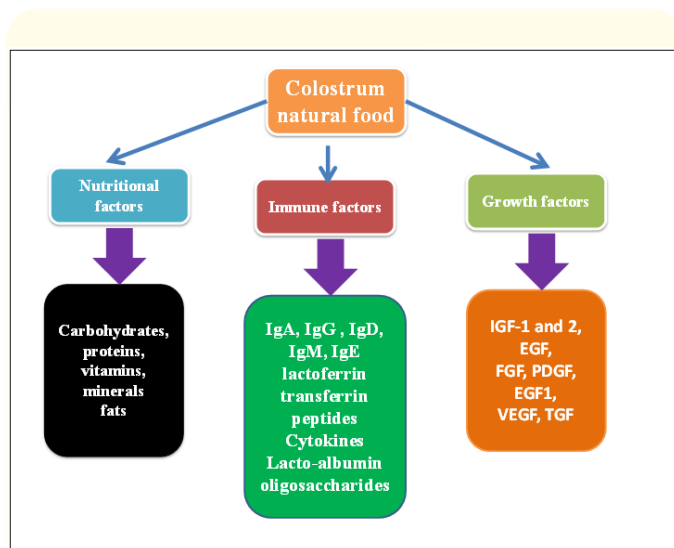 Colostrum
natural food
Nutritional
factors
Immune factors
Growth factors
Carbohydrates,
proteins,
vitamins,
minerals
fats
IgA, IgG , IgD,
IgM, IgE
lactoferrin
transferrin
peptides
Cytokines
Lacto-albumin
oligosaccharides
IGF-1 and 2,
EGF,
FGF, PDGF,
EGF1,
VEGF, TGF